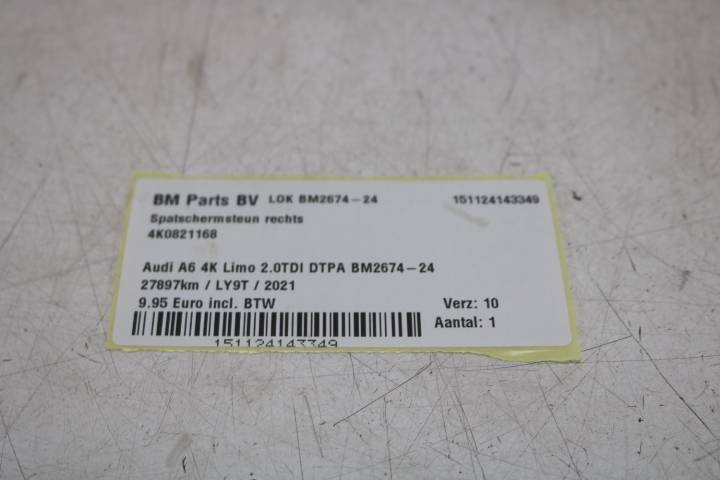 BM Parts BV LOK BM2674-24 151124143349
Spatschermsteun rechts
4K0821168
Audi A6 4K Limo 2.0TDI DTPA BM2674-24
27897km / LY9T / 2021
9.95 Euro incl. BTW Verz: 10
Aantal: 1
151124143349